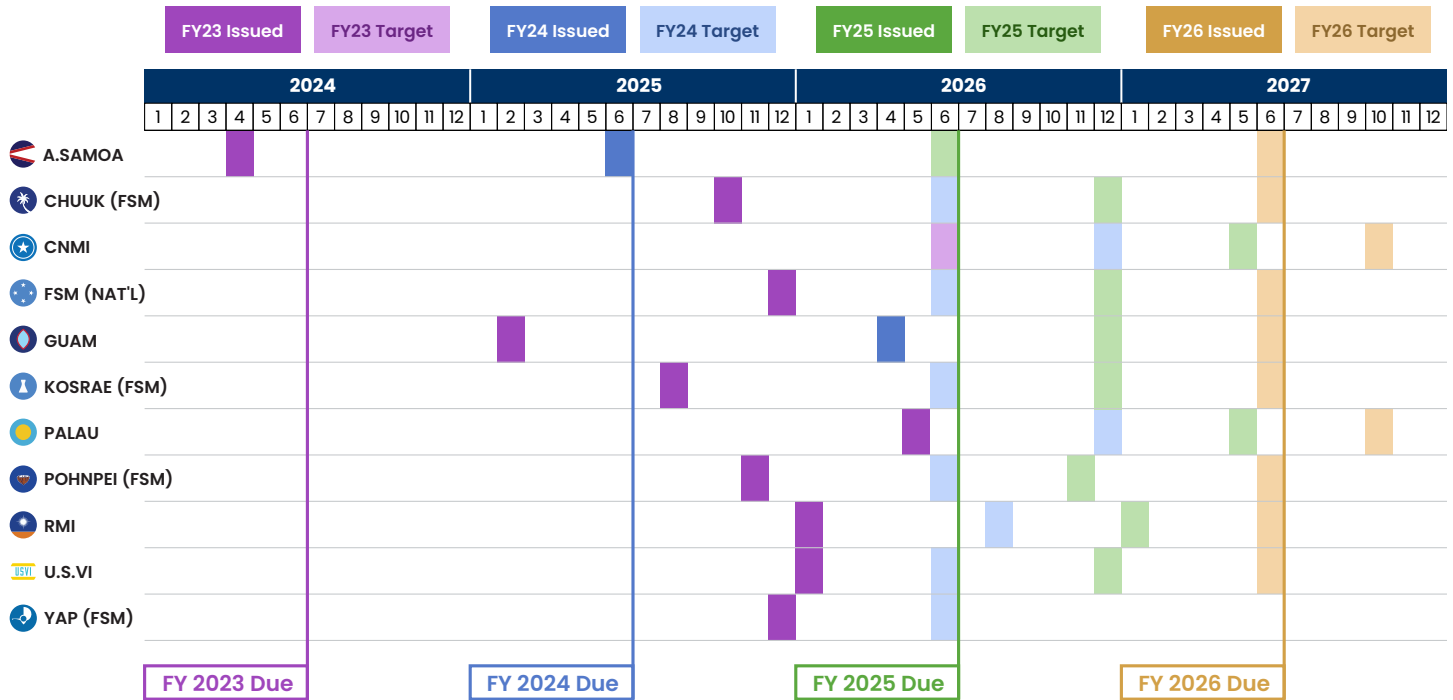 FY23 Issued FY23 Target FY24 Issued FY24 Target FY25 Issued FY25 Target FY26 Issued FY26 Target
2024 2025 2026 2027
1 2 3 4 5 6 7 8 9 10 11 12 1 2 3 4 5 6 7 8 9 10 11 12 1 2 3 4 5 6 7 8 9 10 11 12 1 2 3 4 5 6 7 8 9 10 11 12
A.SAMOA
CHUUK (FSM)
CNMI
FSM (NAT'L)
GUAM
KOSRAE (FSM)
PALAU
POHNPEI (FSM)
RMI
USVI U.S.VI
YAP (FSM)
FY 2023 Due FY 2024 Due FY 2025 Due FY 2026 Due